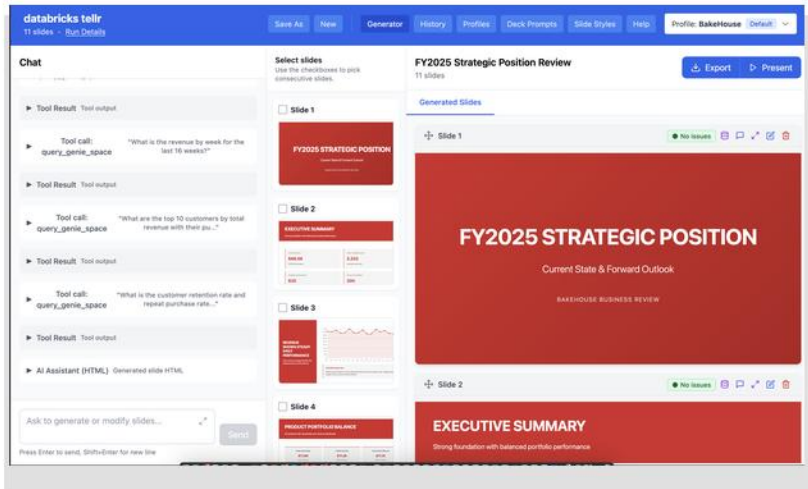 databricks tellr
11 slides - Run Details
Save As
New
Generator
History
Profiles
Deck Prompts
Slide Styles
Help
Profile: BakeHouse
Default
Chat
▶ Tool Result Tool output
▶ Tool call: query_genie_space "What is the revenue by week for the last 16 weeks?"
▶ Tool Result Tool output
▶ Tool call: query_genie_space "What are the top 10 customers by total revenue with their pu..."
▶ Tool Result Tool output
▶ Tool call: query_genie_space "What is the customer retention rate and repeat purchase rate..."
▶ Tool Result Tool output
▶ AI Assistant (HTML) Generated slide HTML
Ask to generate or modify slides...
Send
Press Enter to send, Shift+Enter for new line
Select slides
Use the checkboxes to pick
consecutive slides.
Slide 1
FY2025 STRATEGIC POSITION
Slide 2
EXECUTIVE SUMMARY
Slide 3
Slide 4
PRODUCT PORTFOLIO BALANCE
FY2025 Strategic Position Review
11 slides
Export
Present
Generated Slides
Slide 1
No issues
FY2025 STRATEGIC POSITION
Current State & Forward Outlook
BAKEHOUSE BUSINESS REVIEW
Slide 2
No issues
EXECUTIVE SUMMARY
Strong foundation with balanced portfolio performance